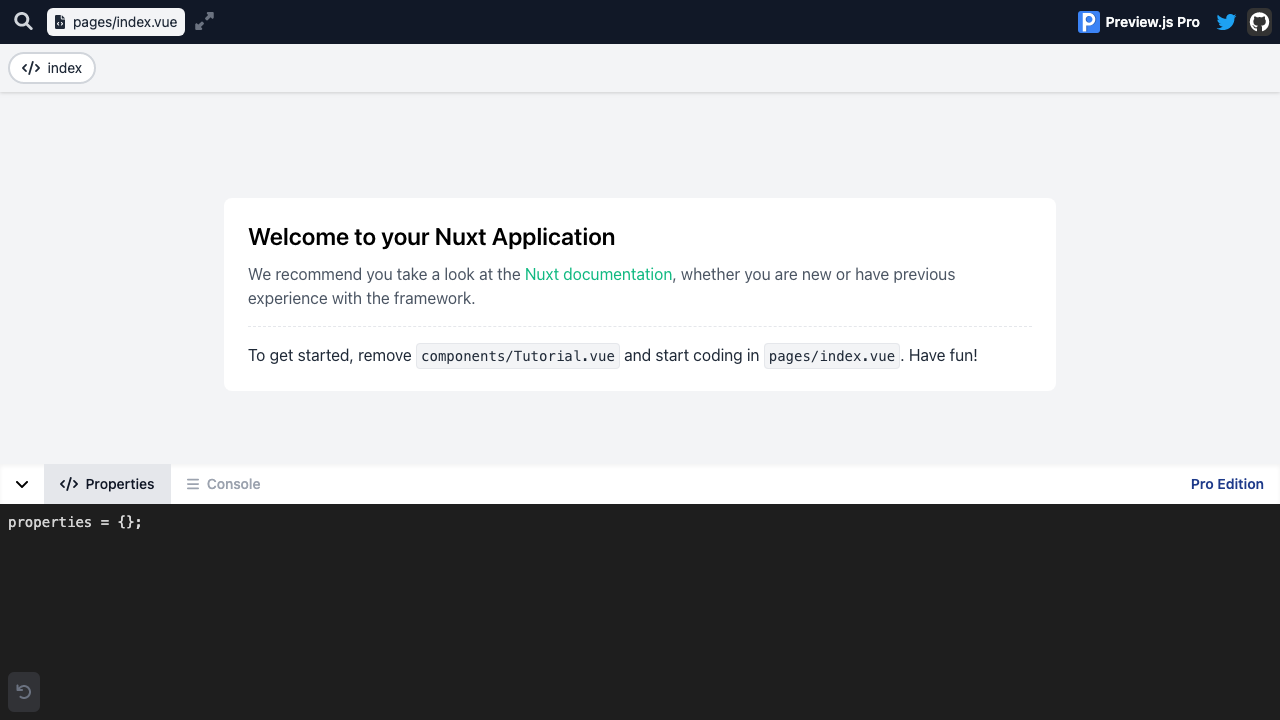 pages/index.vue
Preview.js Pro
index
Welcome to your Nuxt Application
We recommend you take a look at the Nuxt documentation, whether you are new or have previous
experience with the framework.
To get started, remove components/Tutorial.vue and start coding in pages/index.vue. Have fun!
Properties
Console
Pro Edition
properties = {};